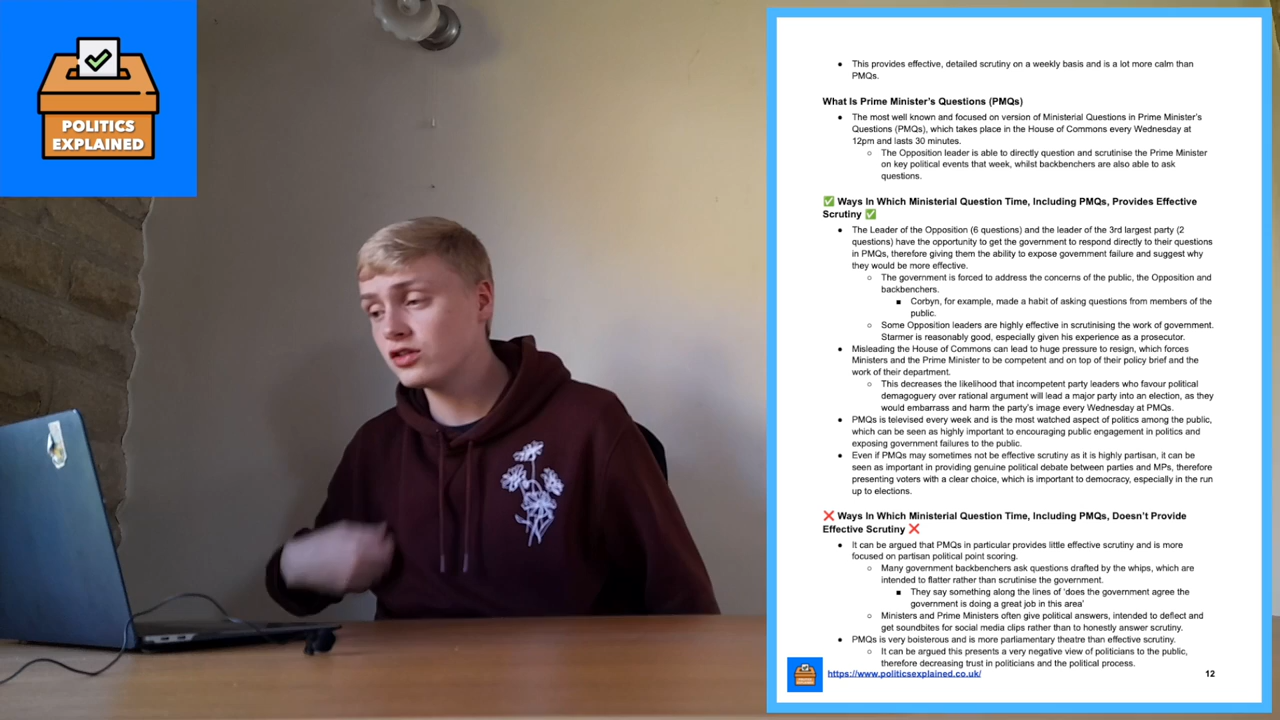 POLITICS
EXPLAINED
● This provides effective, detailed scrutiny on a weekly basis and is a lot more calm than
PMQs.
What Is Prime Minister's Questions (PMQs)
● The most well known and focused on version of Ministerial Questions in Prime Minister's
Questions (PMQs), which takes place in the House of Commons every Wednesday at
12pm and lasts 30 minutes.
○ The Opposition leader is able to directly question and scrutinise the Prime Minister
on key political events that week, whilst backbenchers are also able to ask
questions.
✅ Ways In Which Ministerial Question Time, Including PMQs, Provides Effective
Scrutiny ✅
● The Leader of the Opposition (6 questions) and the leader of the 3rd largest party (2
questions) have the opportunity to get the government to respond directly to their questions
in PMQs, therefore giving them the ability to expose government failure and suggest why
they would be more effective.
○ The government is forced to address the concerns of the public, the Opposition and
backbenchers.
■ Corbyn, for example, made a habit of asking questions from members of the
public.
○ Some Opposition leaders are highly effective in scrutinising the work of government.
Starmer is reasonably good, especially given his experience as a prosecutor.
● Misleading the House of Commons can lead to huge pressure to resign, which forces
Ministers and the Prime Minister to be competent and on top of their policy brief and the
work of their department.
○ This decreases the likelihood that incompetent party leaders who favour political
demagoguery over rational argument will lead a major party into an election, as they
would embarrass and harm the party's image every Wednesday at PMQs.
● PMQs is televised every week and is the most watched aspect of politics among the public,
which can be seen as highly important to encouraging public engagement in politics and
exposing government failures to the public.
● Even if PMQs may sometimes not be effective scrutiny as it is highly partisan, it can be
seen as important in providing genuine political debate between parties and MPs, therefore
presenting voters with a clear choice, which is important to democracy, especially in the run
up to elections.
❌ Ways In Which Ministerial Question Time, Including PMQs, Doesn't Provide
Effective Scrutiny ❌
● It can be argued that PMQs in particular provides little effective scrutiny and is more
focused on partisan political point scoring.
○ Many government backbenchers ask questions drafted by the whips, which are
intended to flatter rather than scrutinise the government.
■ They say something along the lines of 'does the government agree the
government is doing a great job in this area'
○ Ministers and Prime Ministers often give political answers, intended to deflect and
get soundbites for social media clips rather than to honestly answer scrutiny.
● PMQs is very boisterous and is more parliamentary theatre than effective scrutiny.
○ It can be argued this presents a very negative view of politicians to the public,
therefore decreasing trust in politicians and the political process.
https://www.politicsexplained.co.uk/
12